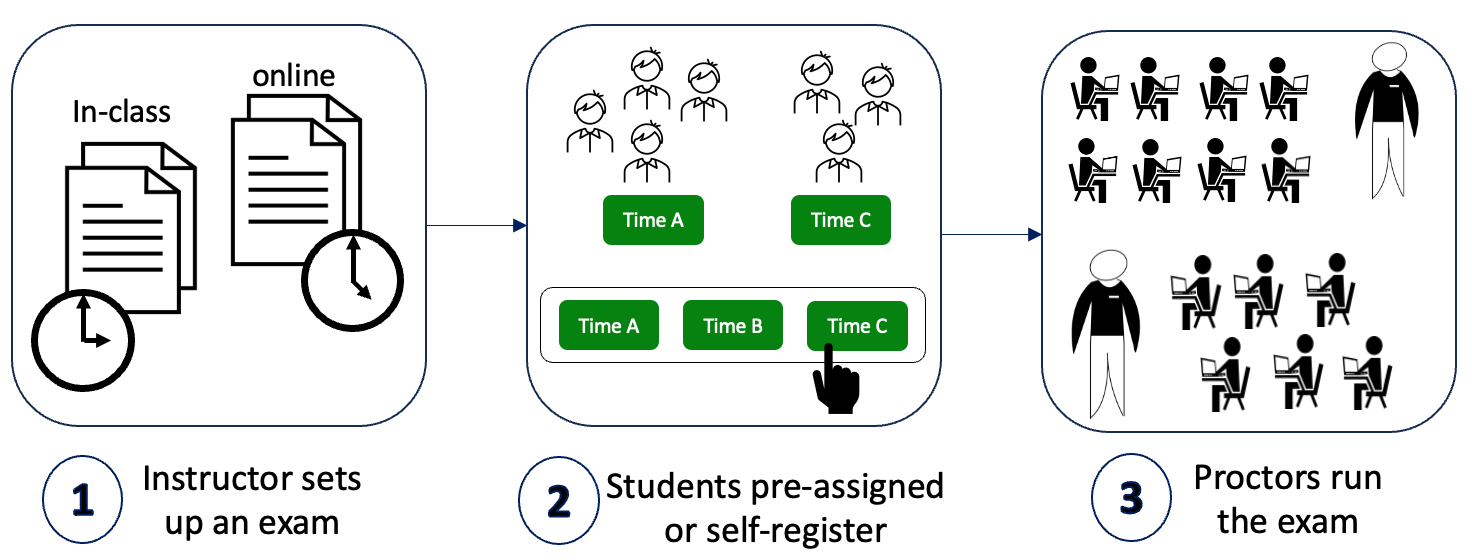 In-class
online
Time A
Time C
Time A
Time B
Time C
1
Instructor sets
up an exam
2
Students pre-assigned
or self-register
3
Proctors run
the exam